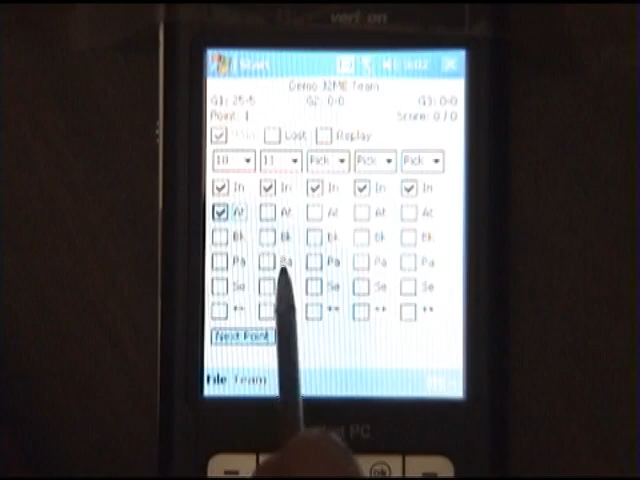 verizon
Start
Demo J2ME Team
G1: 25-5 G2: 0-0 G3: 0-0
Point: 1 Score: 0 / 0
Lost Replay
10 11 Pick Pick Pick
In In In In In
At At At At At
Bk Bk Bk Bk Bk
Pa Pa Pa Pa Pa
Se Se Se Se
** ** ** **
Next Point
File Team
PC
ok